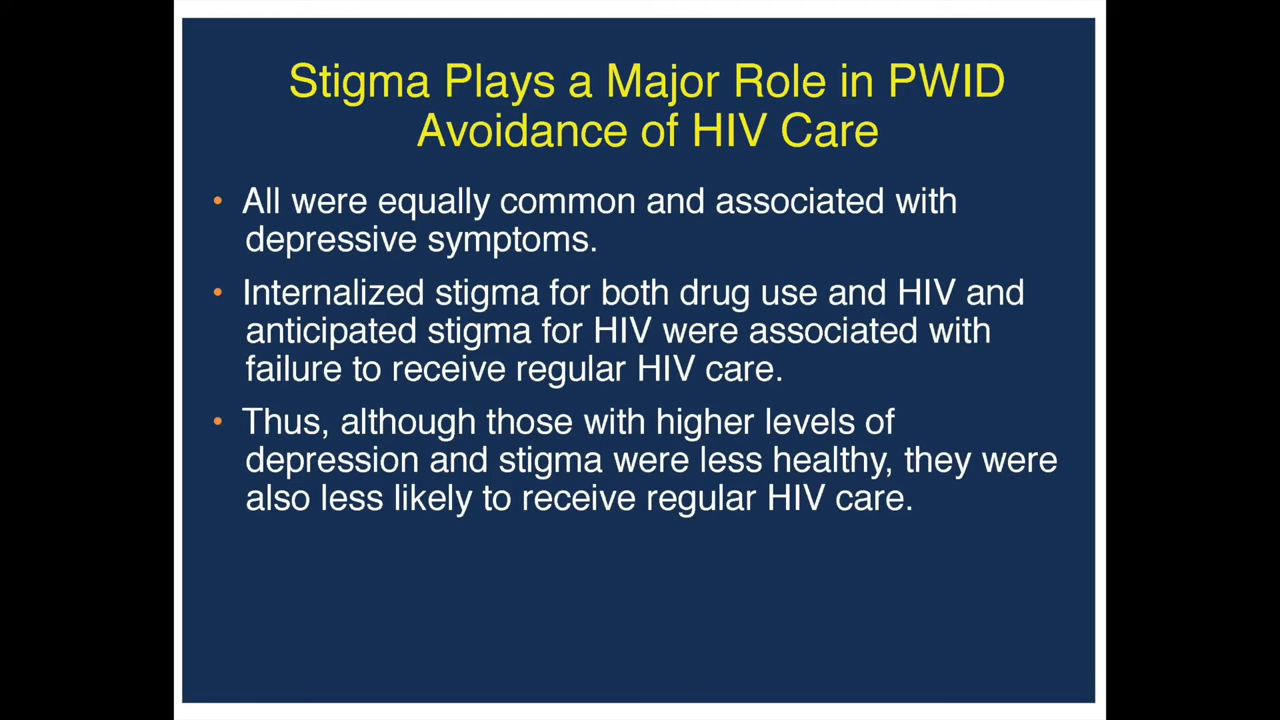 Stigma Plays a Major Role in PWID
Avoidance of HIV Care
• All were equally common and associated with
depressive symptoms.
• Internalized stigma for both drug use and HIV and
anticipated stigma for HIV were associated with
failure to receive regular HIV care.
• Thus, although those with higher levels of
depression and stigma were less healthy, they were
also less likely to receive regular HIV care.